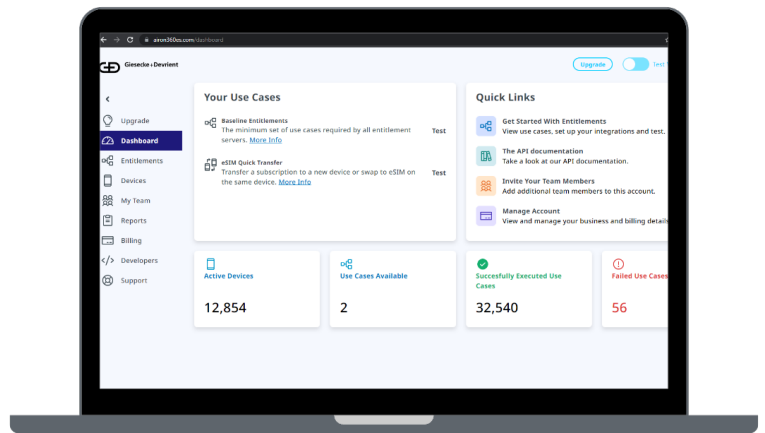 airon360es.com/dashboard
G+D Giesecke+Devrient
Upgrade
Test
Upgrade
Dashboard
Entitlements
Devices
My Team
Reports
Billing
Developers
Support
Your Use Cases
Baseline Entitlements
The minimum set of use cases required by all entitlement
servers. More Info
Test
eSIM Quick Transfer
Transfer a subscription to a new device or swap to eSIM on
the same device. More Info
Test
Quick Links
Get Started With Entitlements
View use cases, set up your integrations and test.
The API documentation
Take a look at our API documentation.
Invite Your Team Members
Add additional team members to this account.
Manage Account
View and manage your business and billing details
Active Devices
12,854
Use Cases Available
2
Succesfully Executed Use
Cases
32,540
Failed Use Cases
56